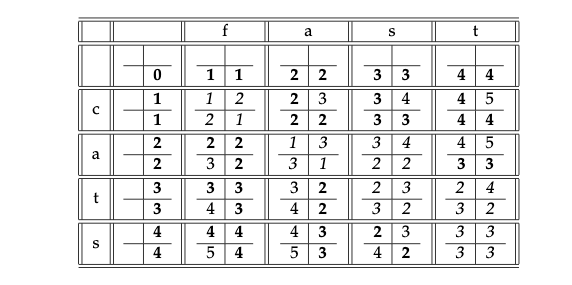 f a s t
0 1 1 2 2 3 3 4 4
1 1 2 2 3 3 4 4 5
c
1 2 1 2 2 3 3 4 4
2 2 2 1 3 3 4 4 5
a
2 3 2 3 1 2 2 3 3
3 3 3 3 2 2 3 2 4
t
3 4 3 4 2 3 2 3 2
4 4 4 4 3 2 3 3 3
s
4 5 4 5 3 4 2 3 3